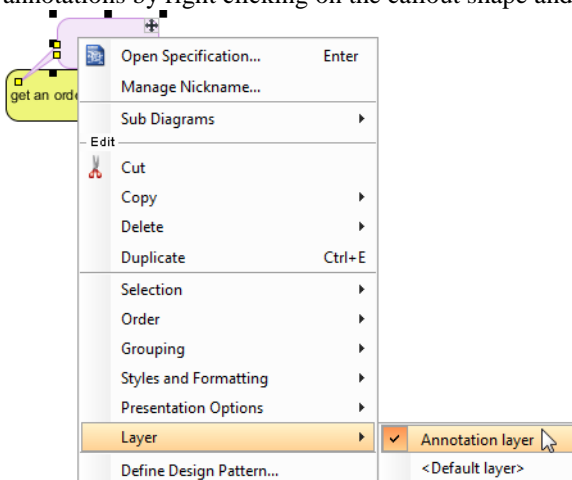 annotations by right clicking on the callout shape and
get an orde
Open Specification... Enter
Manage Nickname...
Sub Diagrams
Edit
Cut
Copy
Delete
Duplicate Ctrl+E
Selection
Order
Grouping
Styles and Formatting
Presentation Options
Layer
Annotation layer
Define Design Pattern...
<Default layer>